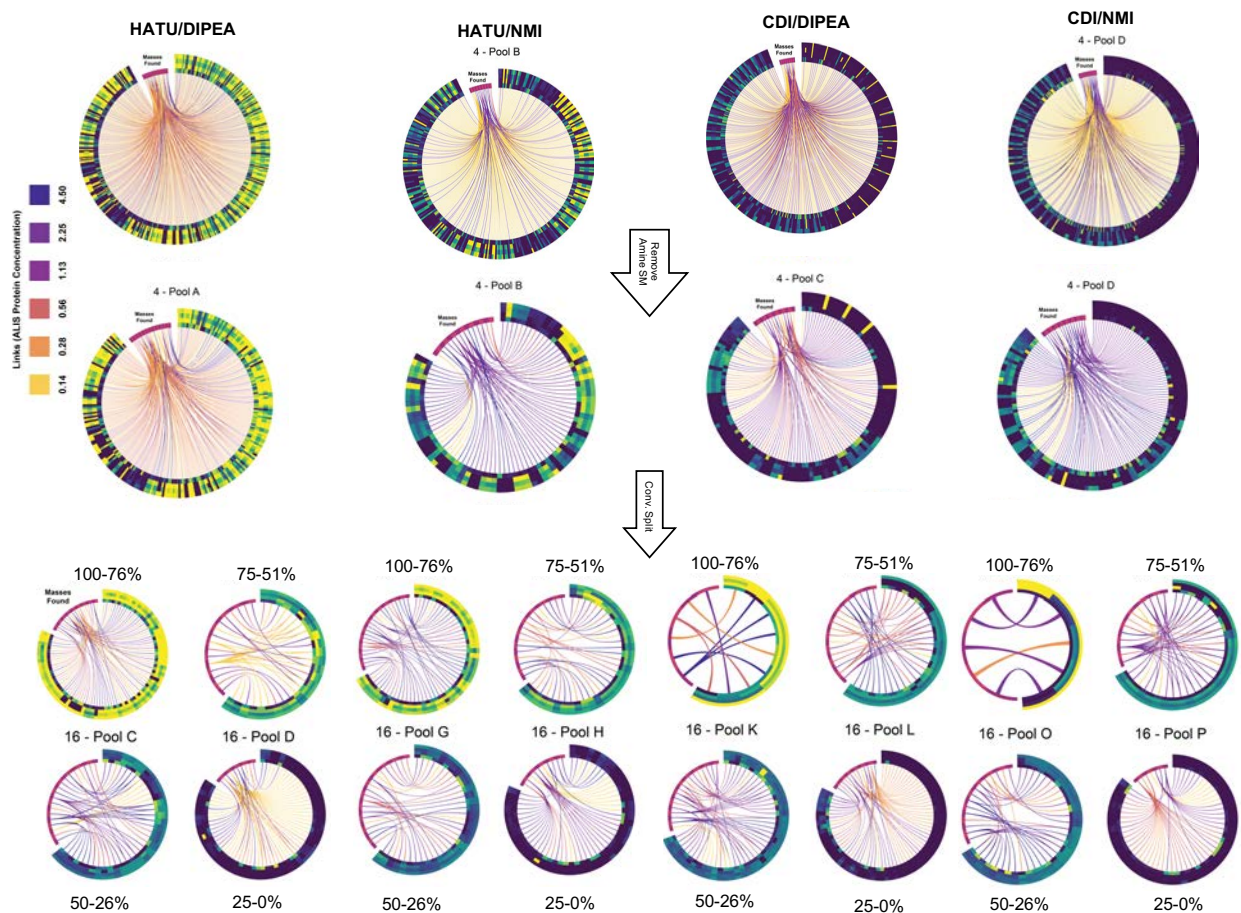 HATU/DIPEA
HATU/NMI
CDI/DIPEA
CDI/NMI
4 - Pool B
4 - Pool D
Masses
Found
Masses
Found
Masses
Found
Masses
Found
Links (ALIS Protein Concentration)
4.50
2.25
1.13
0.56
0.28
0.14
Remove
Amine SM
4 - Pool A
4 - Pool B
4 - Pool C
4 - Pool D
Masses
Found
Masses
Found
Masses
Found
Masses
Found
Conv. Split
100-76%
75-51%
100-76%
75-51%
100-76%
75-51%
100-76%
75-51%
Masses
Found
16 - Pool C
16 - Pool D
16 - Pool G
16 - Pool H
16 - Pool K
16 - Pool L
16 - Pool O
16 - Pool P
50-26%
25-0%
50-26%
25-0%
50-26%
25-0%
50-26%
25-0%